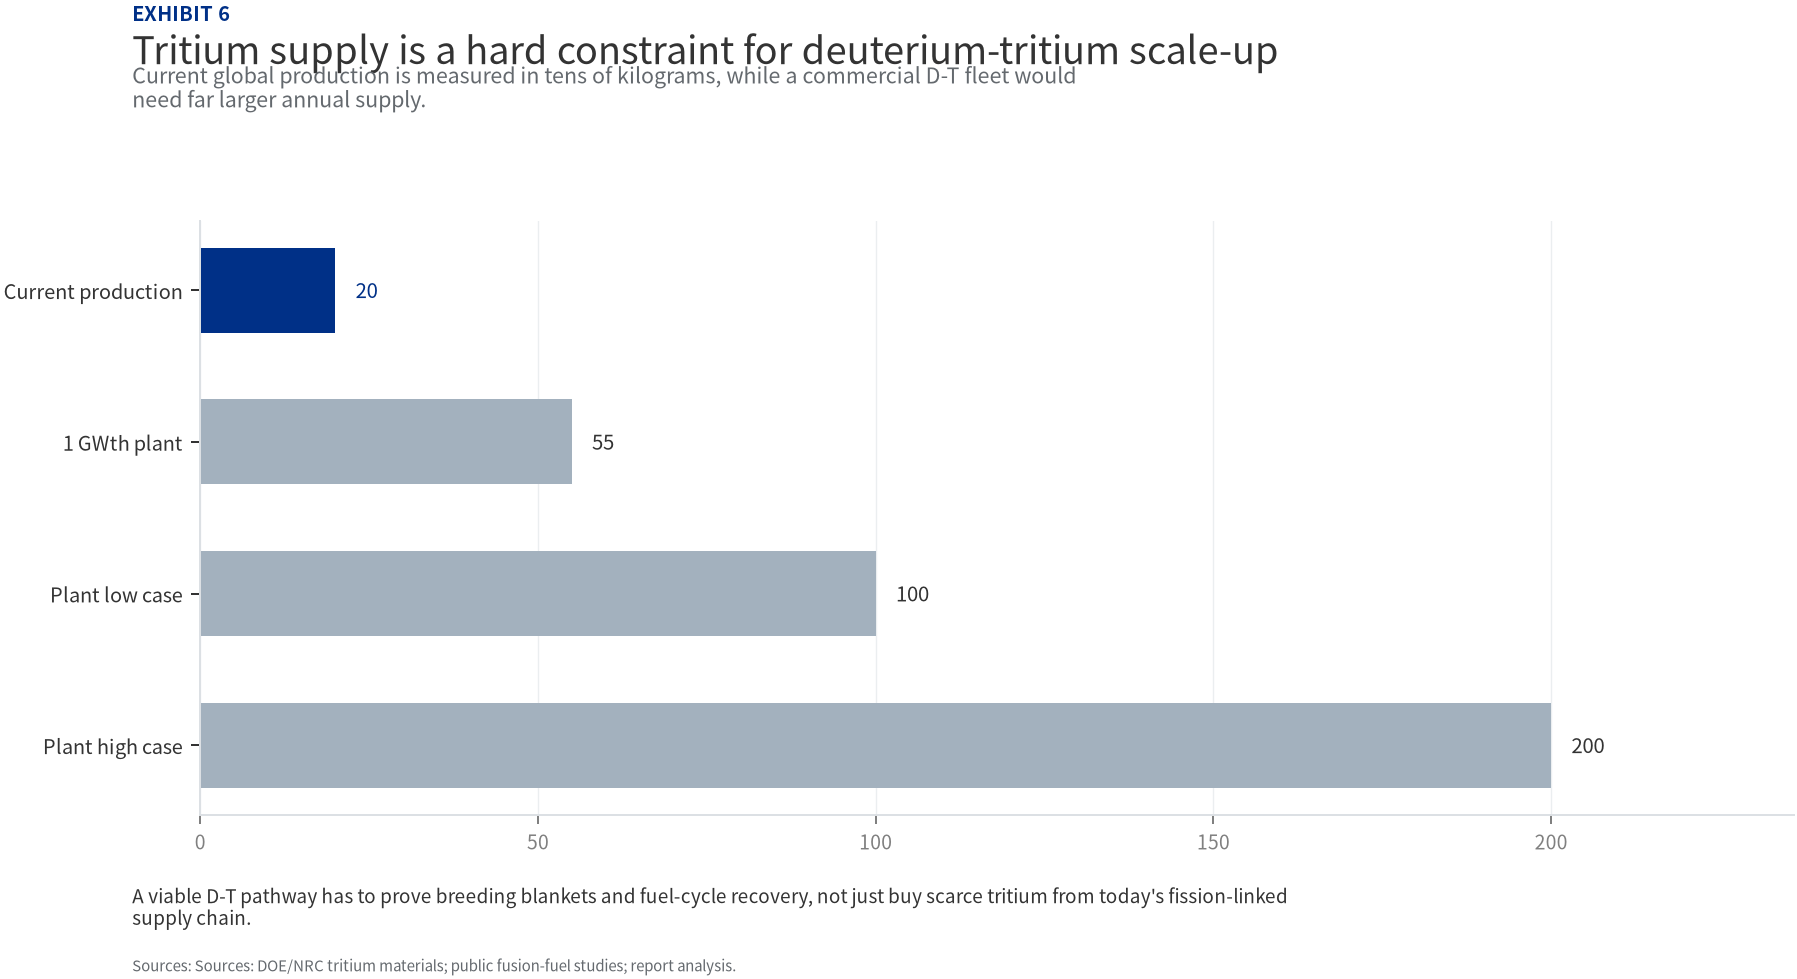 EXHIBIT 6
Tritium supply is a hard constraint for deuterium-tritium scale-up
Current global production is measured in tens of kilograms, while a commercial D-T fleet would
need far larger annual supply.
Current production
20
1 GWth plant
55
Plant low case
100
Plant high case
200
0 50 100 150 200
A viable D-T pathway has to prove breeding blankets and fuel-cycle recovery, not just buy scarce tritium from today's fission-linked
supply chain.
Sources: Sources: DOE/NRC tritium materials; public fusion-fuel studies; report analysis.